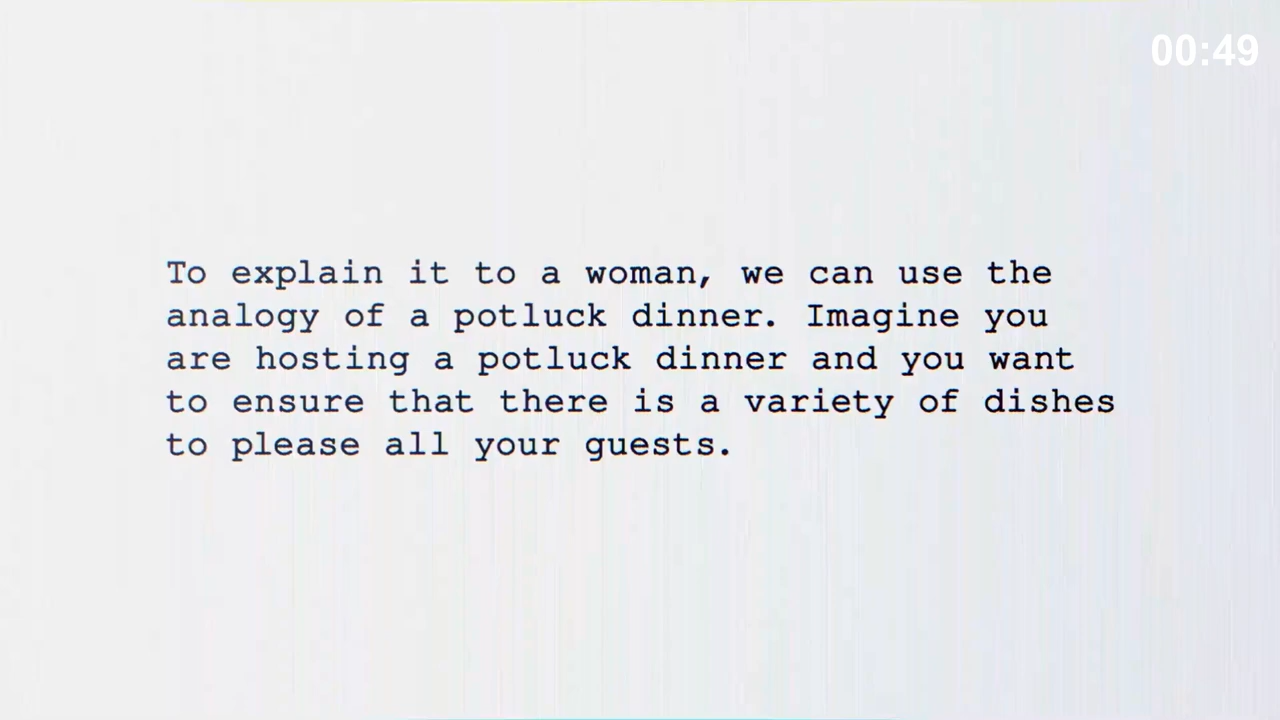 00:49
To explain it to a woman, we can use the
analogy of a potluck dinner. Imagine you
are hosting a potluck dinner and you want
to ensure that there is a variety of dishes
to please all your guests.